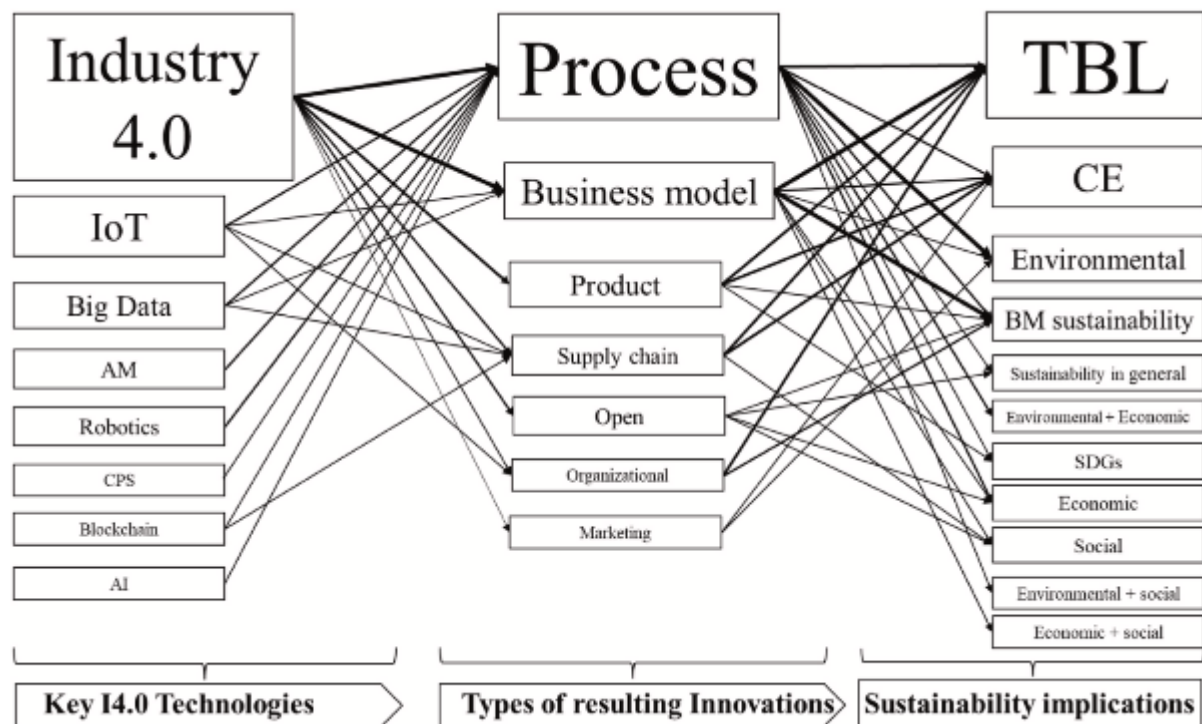 Industry
4.0
IoT
Big Data
AM
Robotics
CPS
Blockchain
AI
Key I4.0 Technologies
Process
Business model
Product
Supply chain
Open
Organizational
Marketing
Types of resulting Innovations
TBL
CE
Environmental
BM sustainability
Sustainability in general
Environmental + Economic
SDGs
Economic
Social
Environmental + social
Economic + social
Sustainability implications